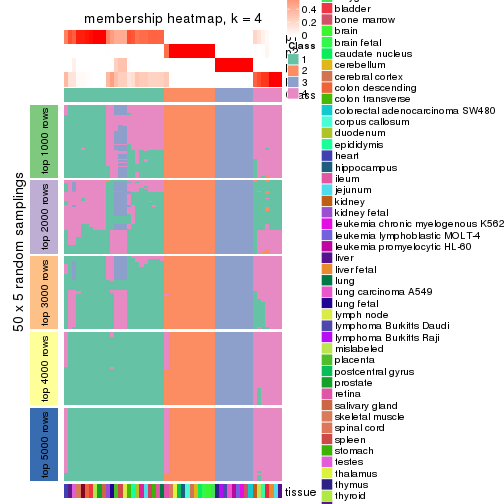 membership heatmap, k = 4
0.4
0.2
0
Class
1
2
3
4
50 x 5 random samplings
top 1000 rows
top 2000 rows
top 3000 rows
top 4000 rows
top 5000 rows
tissue
bladder
bone marrow
brain
brain fetal
caudate nucleus
cerebellum
cerebral cortex
colon descending
colon transverse
colorectal adenocarcinoma SW480
corpus callosum
duodenum
epididymis
heart
hippocampus
ileum
jejunum
kidney
kidney fetal
leukemia chronic myelogenous K562
leukemia lymphoblastic MOLT-4
leukemia promyelocytic HL-60
liver
liver fetal
lung
lung carcinoma A549
lung fetal
lymph node
lymphoma Burkitts Daudi
lymphoma Burkitts Raji
mislabeled
placenta
postcentral gyrus
prostate
retina
salivary gland
skeletal muscle
spinal cord
spleen
stomach
testes
thalamus
thymus
thyroid